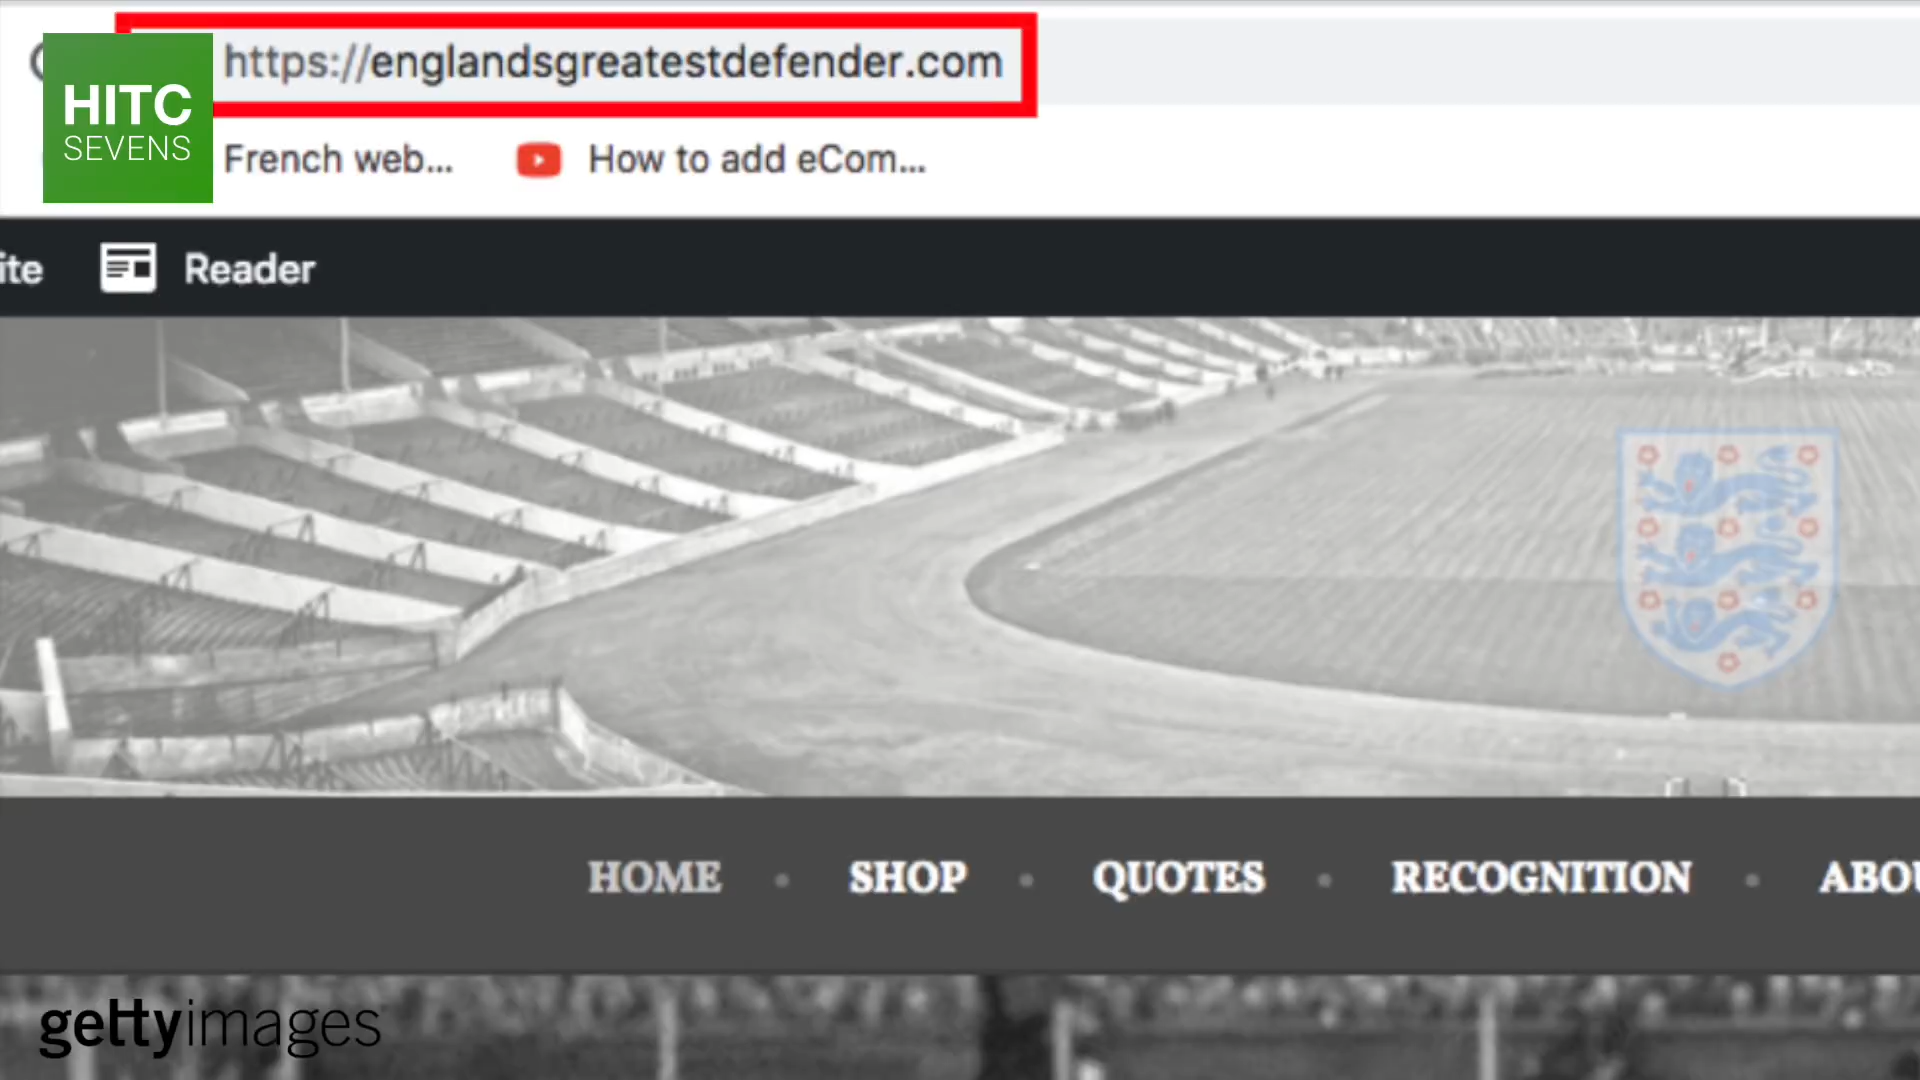 https://englandsgreatestdefender.com
HITC
SEVENS
French web...
How to add eCom...
ite
Reader
HOME
SHOP
QUOTES
RECOGNITION
ABOU
gettyimages